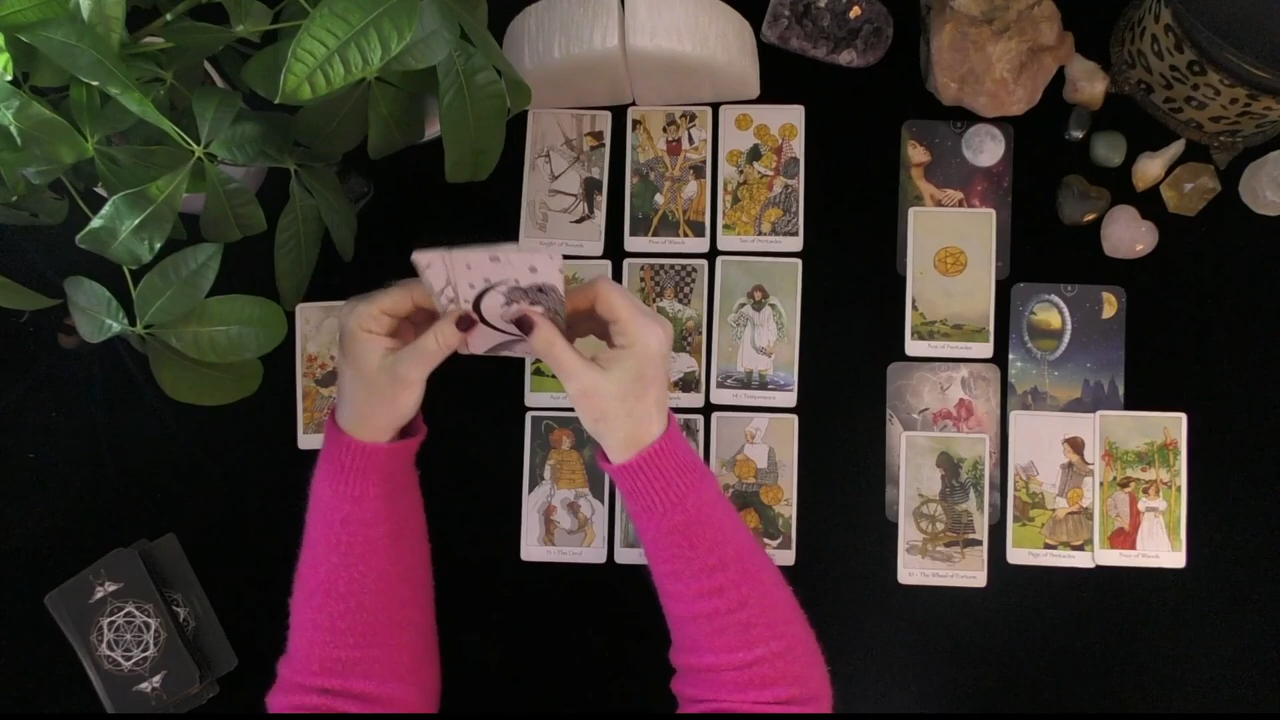 Knight of Swords
Five of Wands
Ten of Pentacles
Ace of Pentacles
14 • Temperance
Page of Pentacles
Four of Wands
15 • The Devil
10 • The Wheel of Fortune